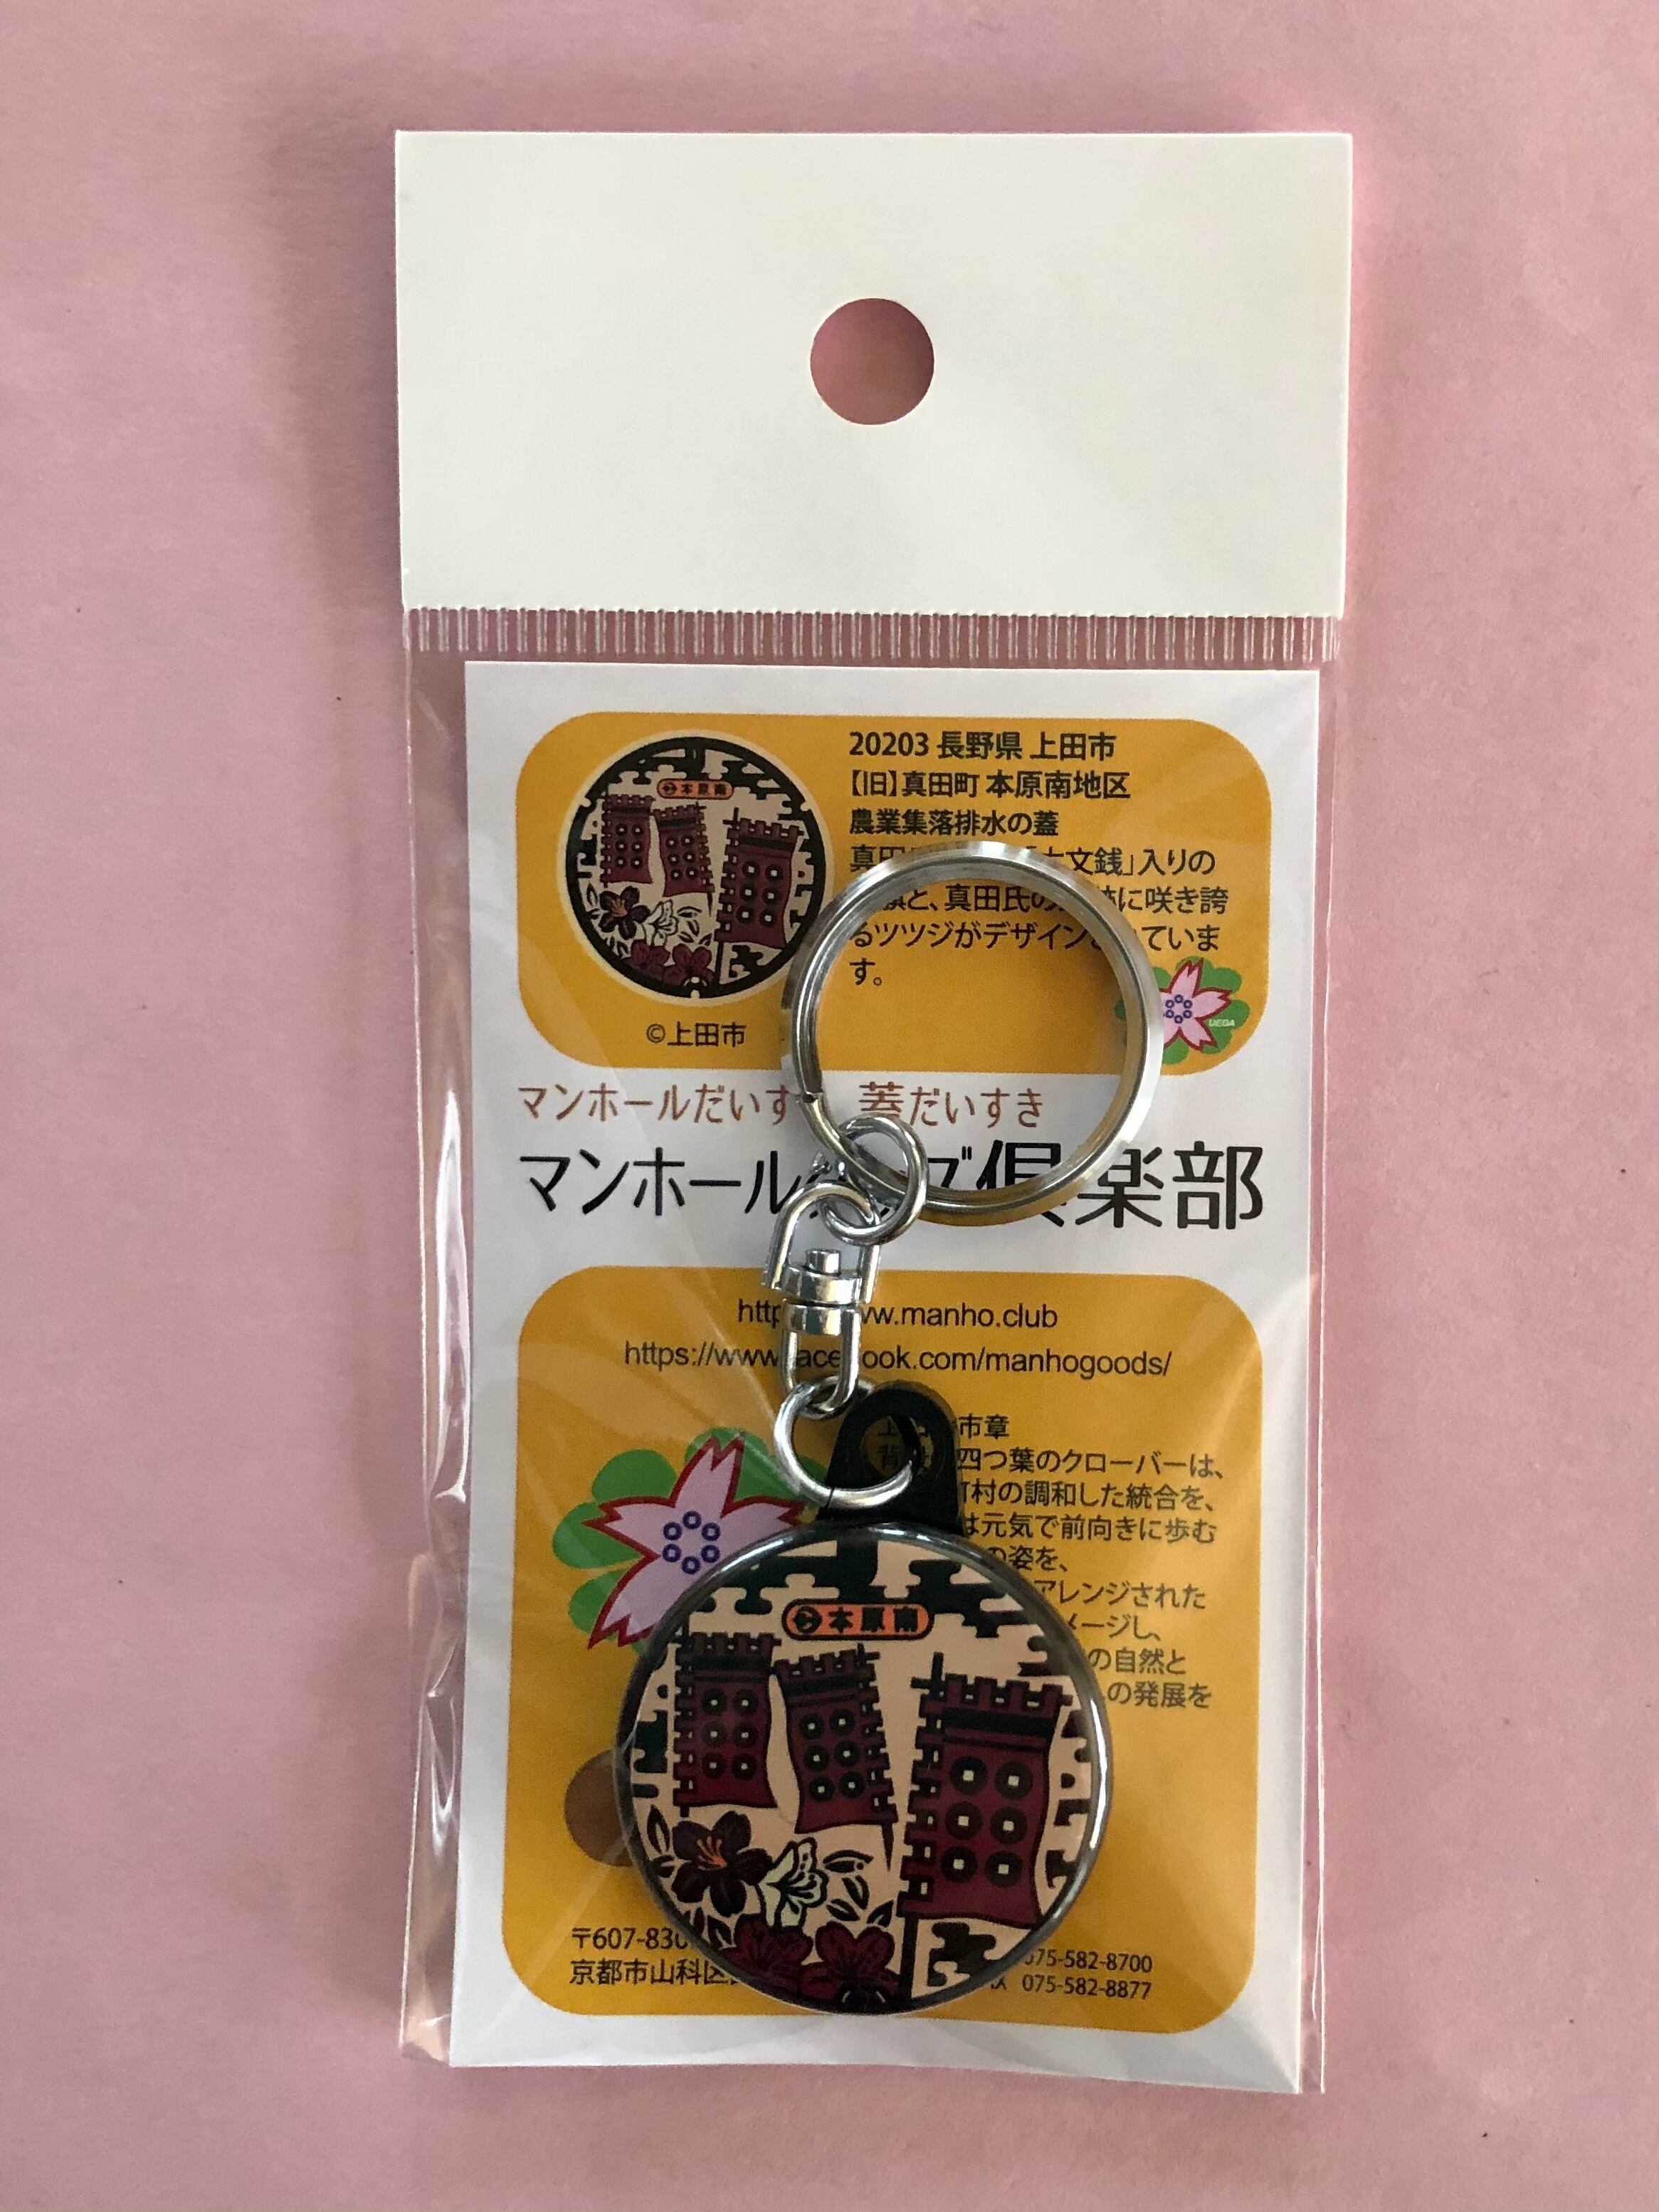 本原南
20203 長野県 上田市
【旧】真田町 本原南地区
農業集落排水の蓋
真田 文銭」入りの
と、真田氏の に咲き誇
るツツジがデザイン ていま
す。
UEDA
©上田市
マンホールだいす 蓋だいすき
マンホール 倶楽部
www.manho.club
https://www.facebook.com/manhogoods/
市章
四つ葉のクローバーは、
町村の調和した統合を、
は元気で前向きに歩む
の姿を、
アレンジされた
メージし、
の自然と
の発展を
本原南
〒607-830
京都市山科区
075-582-8700
075-582-8877